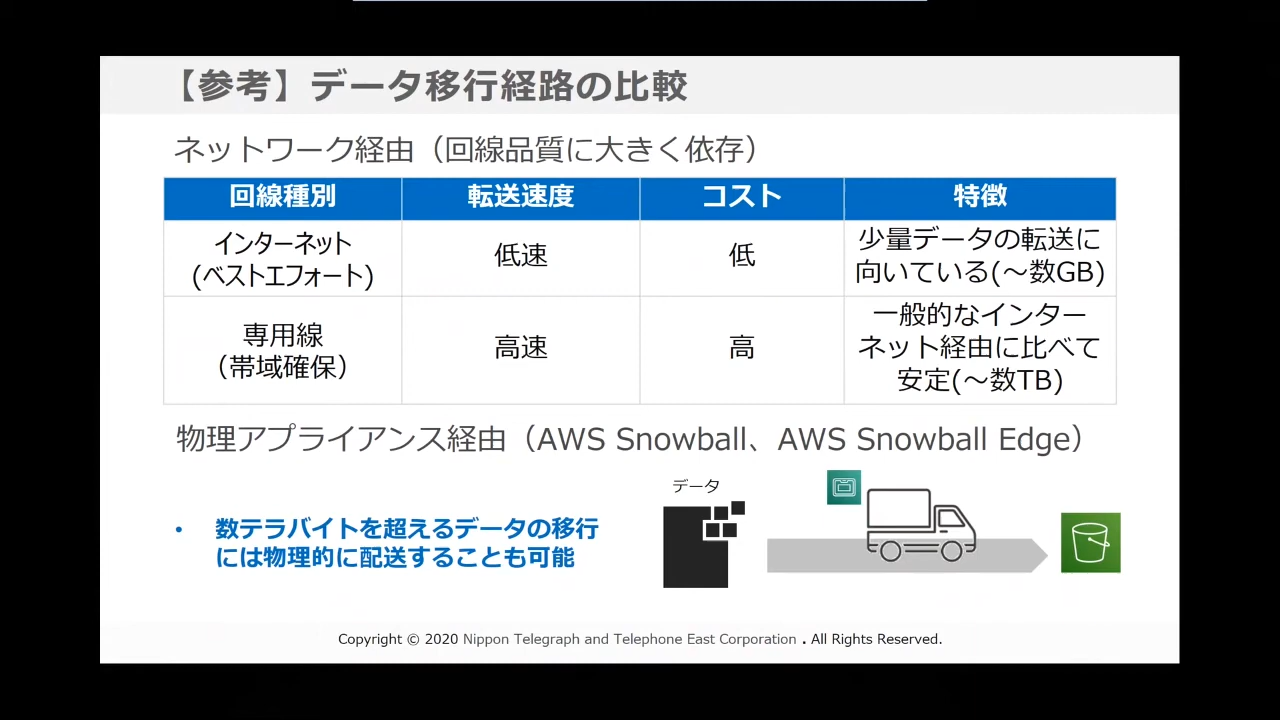 【参考】データ移行経路の比較
ネットワーク経由（回線品質に大きく依存）
回線種別 転送速度 コスト 特徴
インターネット
(ベストエフォート)
低速
低
少量データの転送に
向いている(～数GB)
専用線
（帯域確保）
高速
高
一般的なインター
ネット経由に比べて
安定(～数TB)
物理アプライアンス経由（AWS Snowball、AWS Snowball Edge）
• 数テラバイトを超えるデータの移行
には物理的に配送することも可能
データ
Copyright © 2020 Nippon Telegraph and Telephone East Corporation . All Rights Reserved.